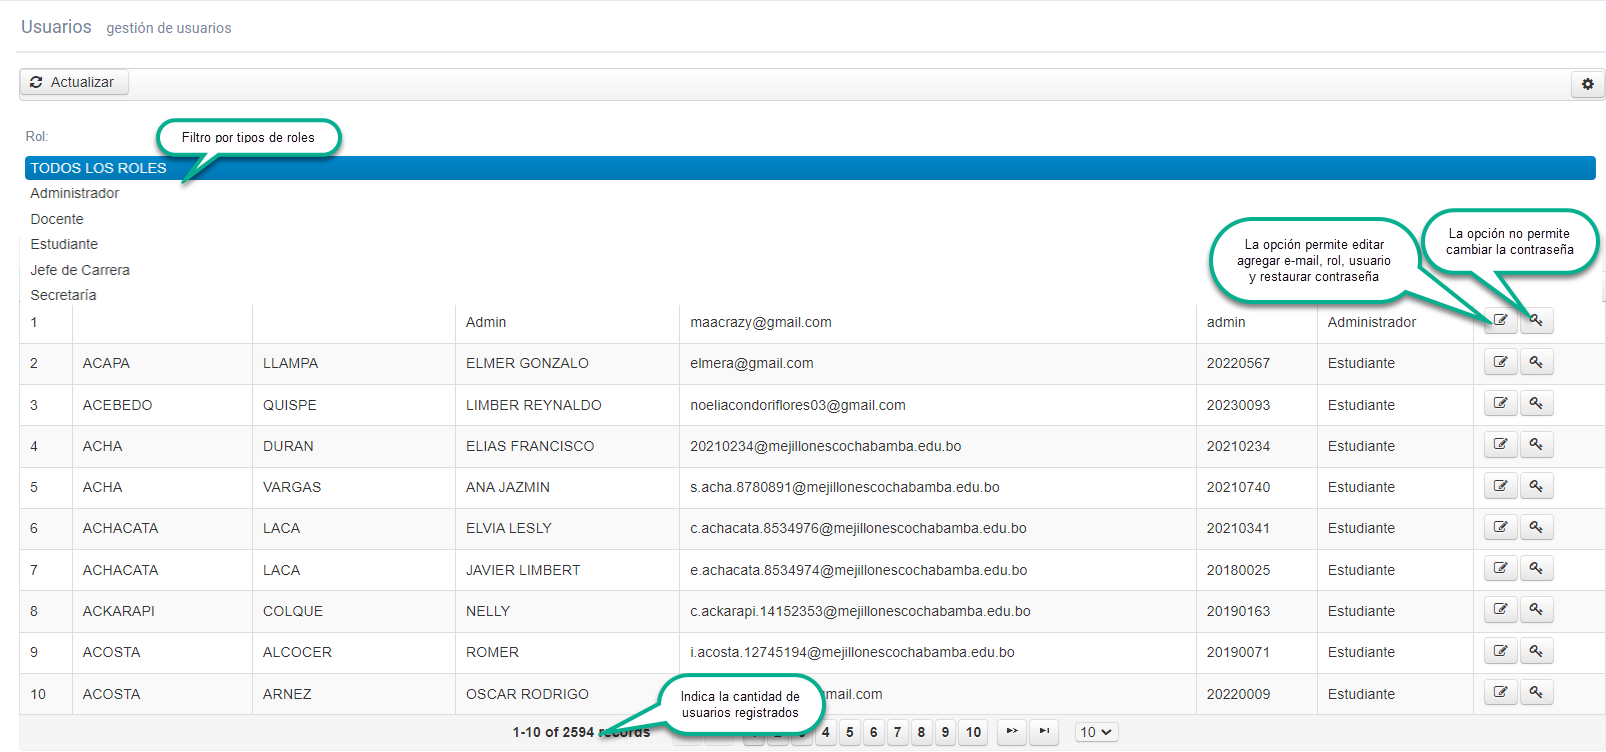 Usuarios gestión de usuarios
Actualizar
Rol:
Filtro por tipos de roles
TODOS LOS ROLES
Administrador
Docente
Estudiante
Jefe de Carrera
Secretaría
La opción permite editar
agregar e-mail, rol, usuario
y restaurar contraseña
La opción no permite
cambiar la contraseña
1 Admin maacrazy@gmail.com admin Administrador
2 ACAPA LLAMPA ELMER GONZALO elmera@gmail.com 20220567 Estudiante
3 ACEBEDO QUISPE LIMBER REYNALDO noeliacondoriflores03@gmail.com 20230093 Estudiante
4 ACHA DURAN ELIAS FRANCISCO 20210234@mejillonescochabamba.edu.bo 20210234 Estudiante
5 ACHA VARGAS ANA JAZMIN s.acha.8780891@mejillonescochabamba.edu.bo 20210740 Estudiante
6 ACHACATA LACA ELVIA LESLY c.achacata.8534976@mejillonescochabamba.edu.bo 20210341 Estudiante
7 ACHACATA LACA JAVIER LIMBERT e.achacata.8534974@mejillonescochabamba.edu.bo 20180025 Estudiante
8 ACKARAPI COLQUE NELLY c.ackarapi.14152353@mejillonescochabamba.edu.bo 20190163 Estudiante
9 ACOSTA ALCOCER ROMER i.acosta.12745194@mejillonescochabamba.edu.bo 20190071 Estudiante
10 ACOSTA ARNEZ OSCAR RODRIGO mail.com 20220009 Estudiante
Indica la cantidad de
usuarios registrados
1-10 of 2594 records 4 5 6 7 8 9 10 10